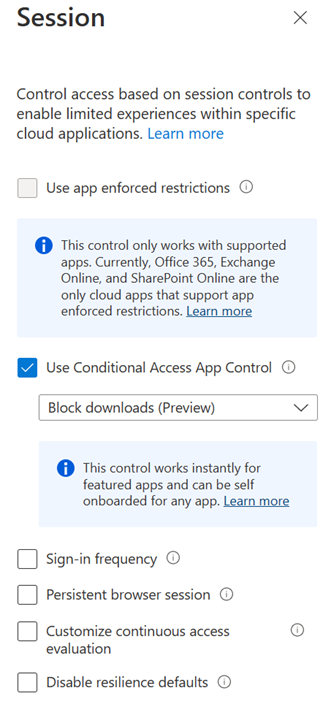 Session
Control access based on session controls to
enable limited experiences within specific
cloud applications. Learn more
Use app enforced restrictions
This control only works with supported
apps. Currently, Office 365, Exchange
Online, and SharePoint Online are the
only cloud apps that support app
enforced restrictions. Learn more
Use Conditional Access App Control
Block downloads (Preview)
This control works instantly for
featured apps and can be self
onboarded for any app. Learn more
Sign-in frequency
Persistent browser session
Customize continuous access
evaluation
Disable resilience defaults